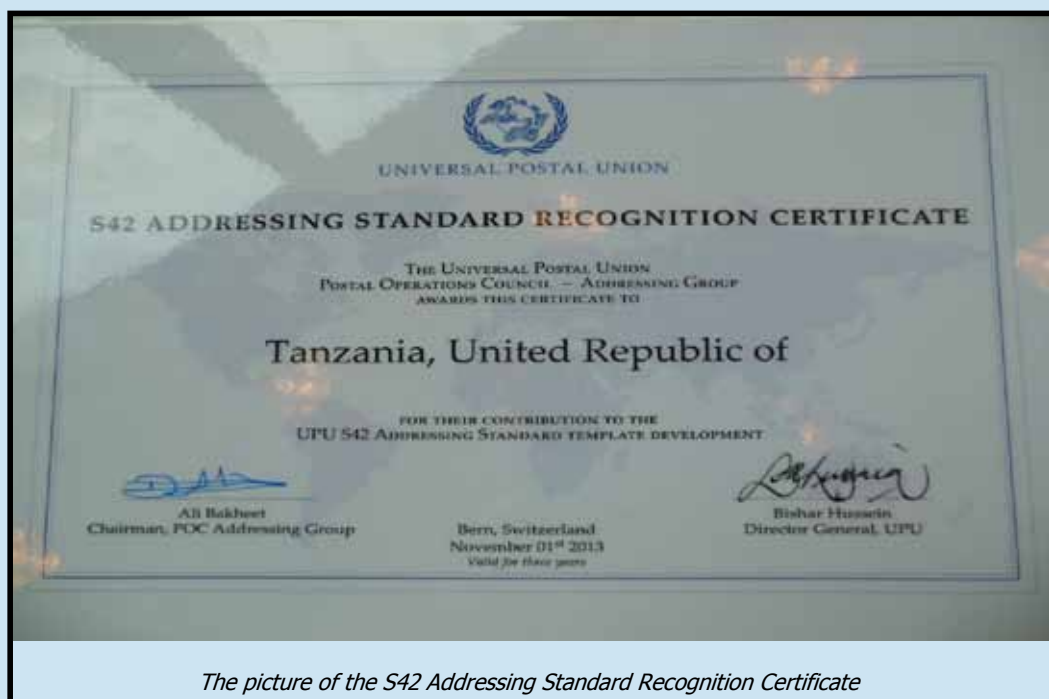 UNIVERSAL POSTAL UNION
S42 ADDRESSING STANDARD RECOGNITION CERTIFICATE
THE UNIVERSAL POSTAL UNION
POSTAL OPERATIONS COUNCIL – ADDRESSING GROUP
AWARDS THIS CERTIFICATE TO
Tanzania, United Republic of
FOR THEIR CONTRIBUTION TO THE
UPU S42 ADDRESSING STANDARD TEMPLATE DEVELOPMENT
Ali Bakheet
Chairman, POC Addressing Group
Bern, Switzerland
November 01st 2013
Valid for three years
Bishar Hussein
Director General, UPU
The picture of the S42 Addressing Standard Recognition Certificate